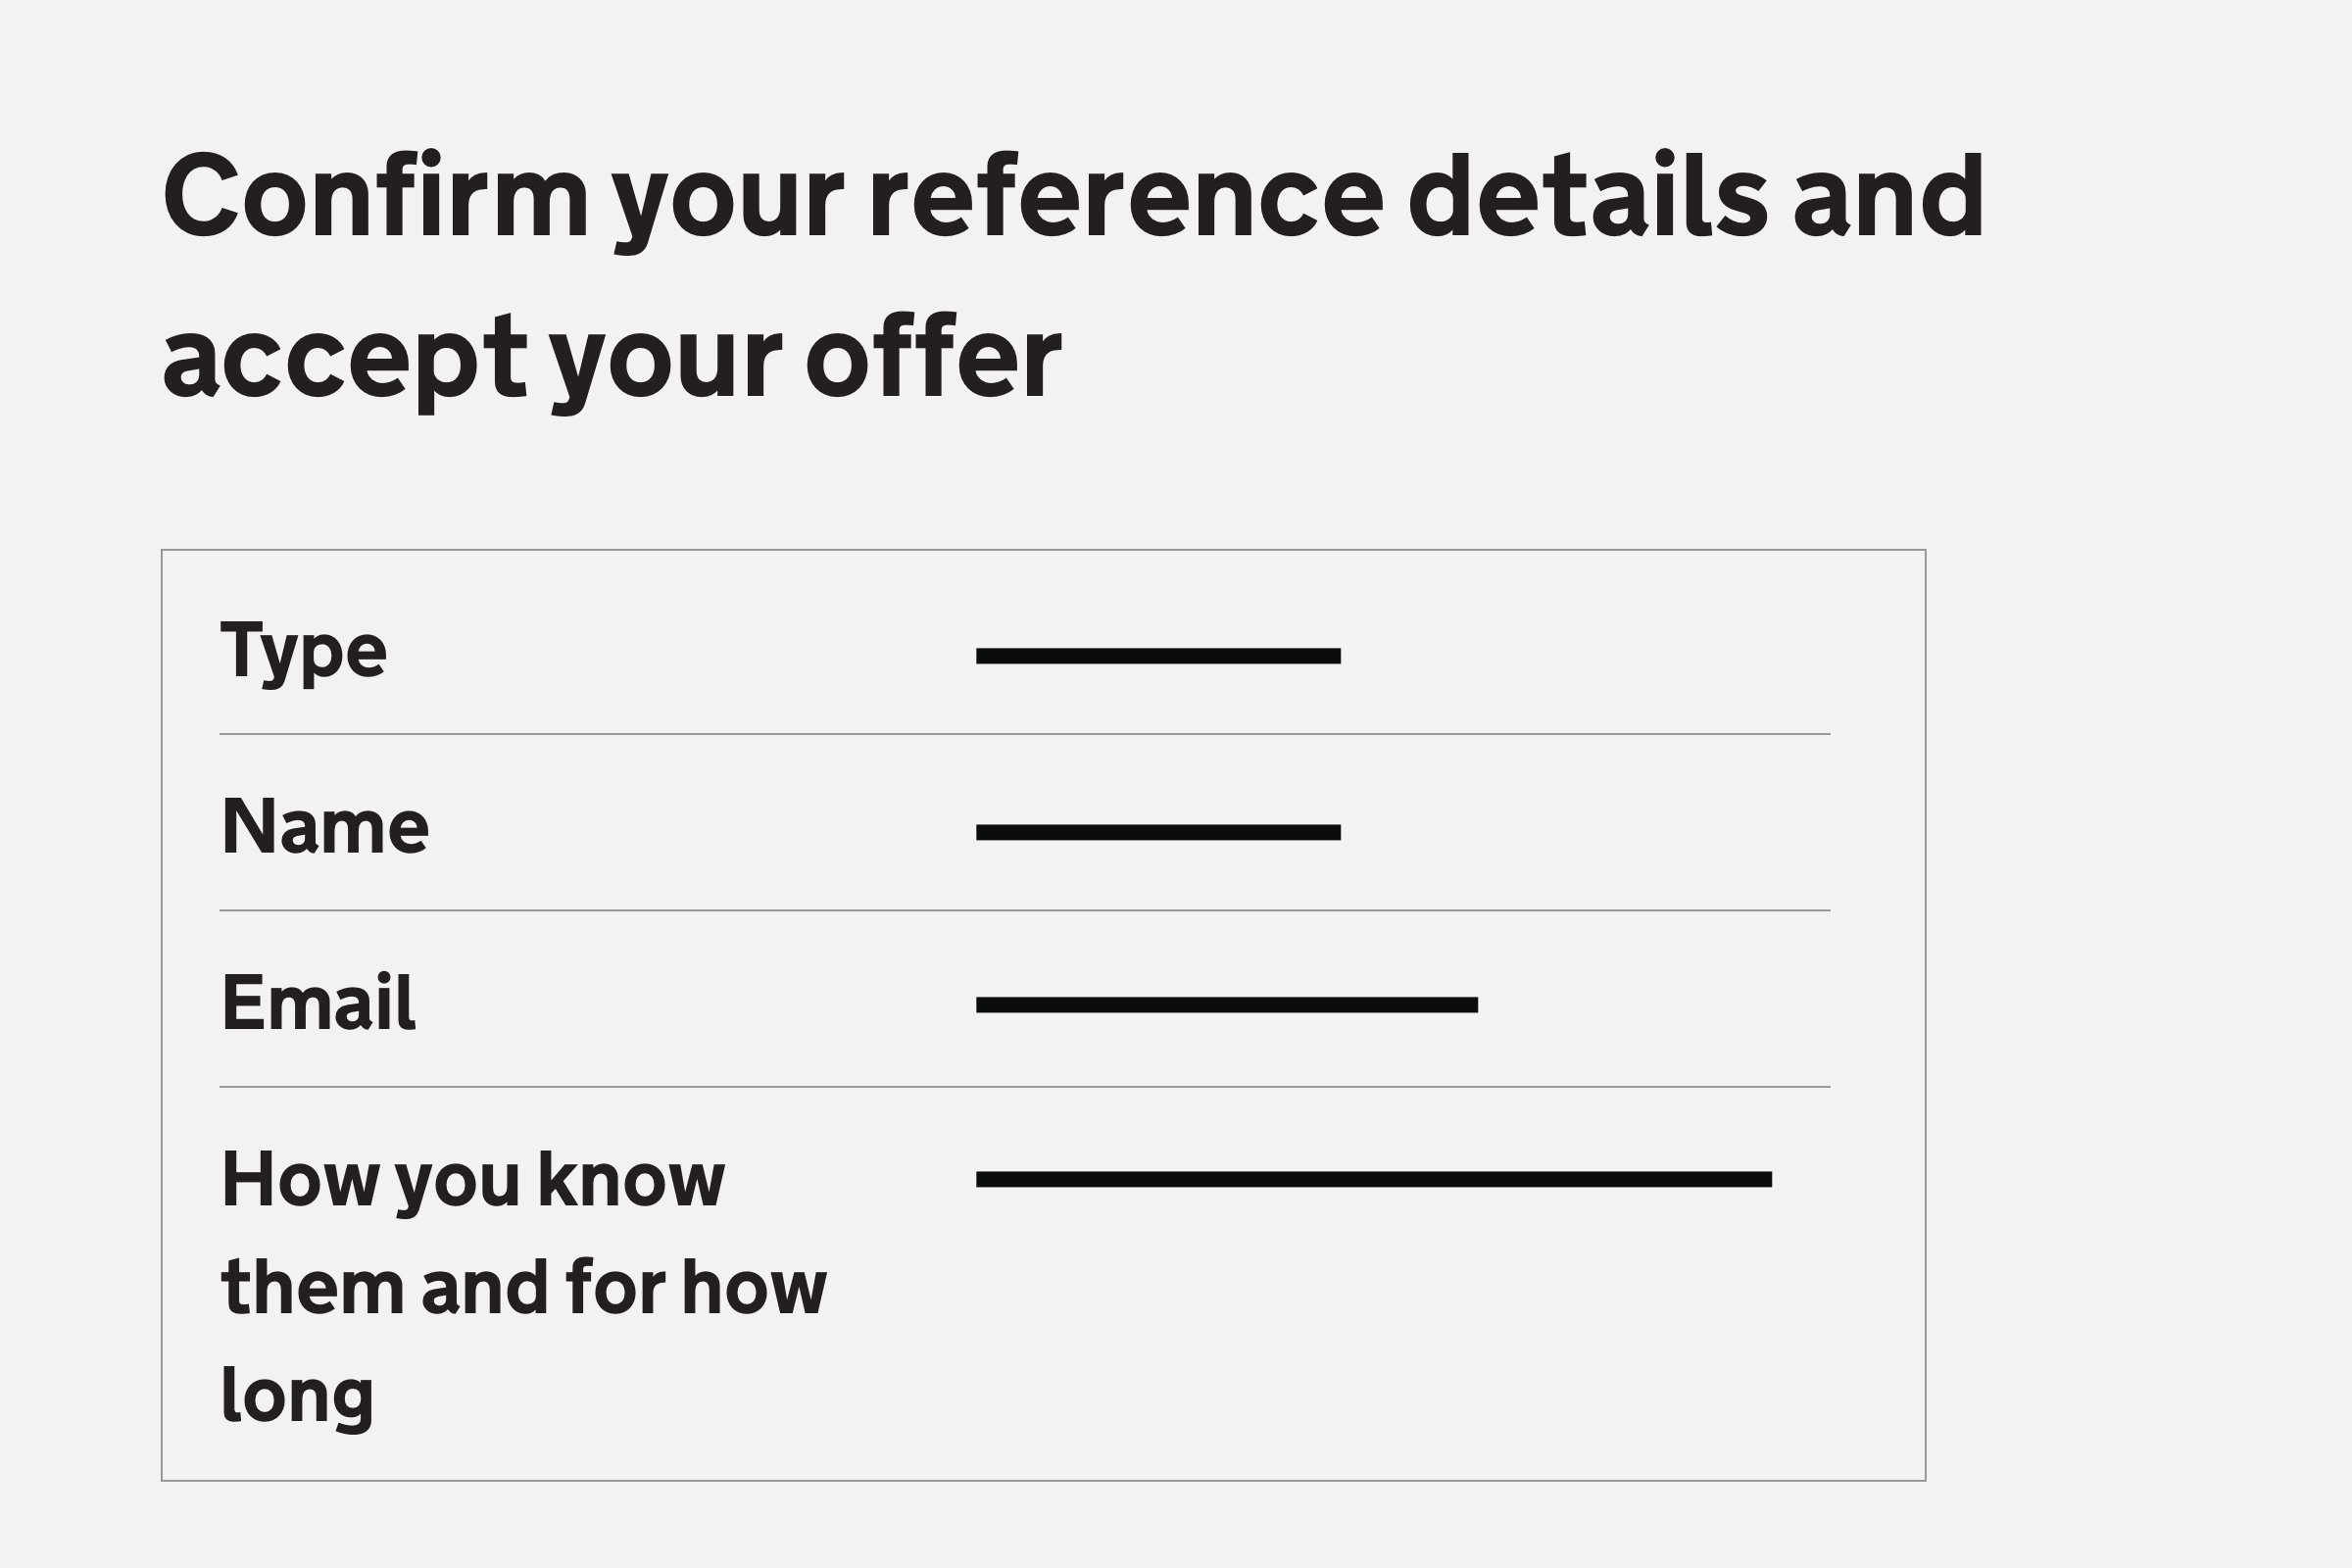 Confirm your reference details and
accept your offer
Type
Name
Email
How you know
them and for how
long